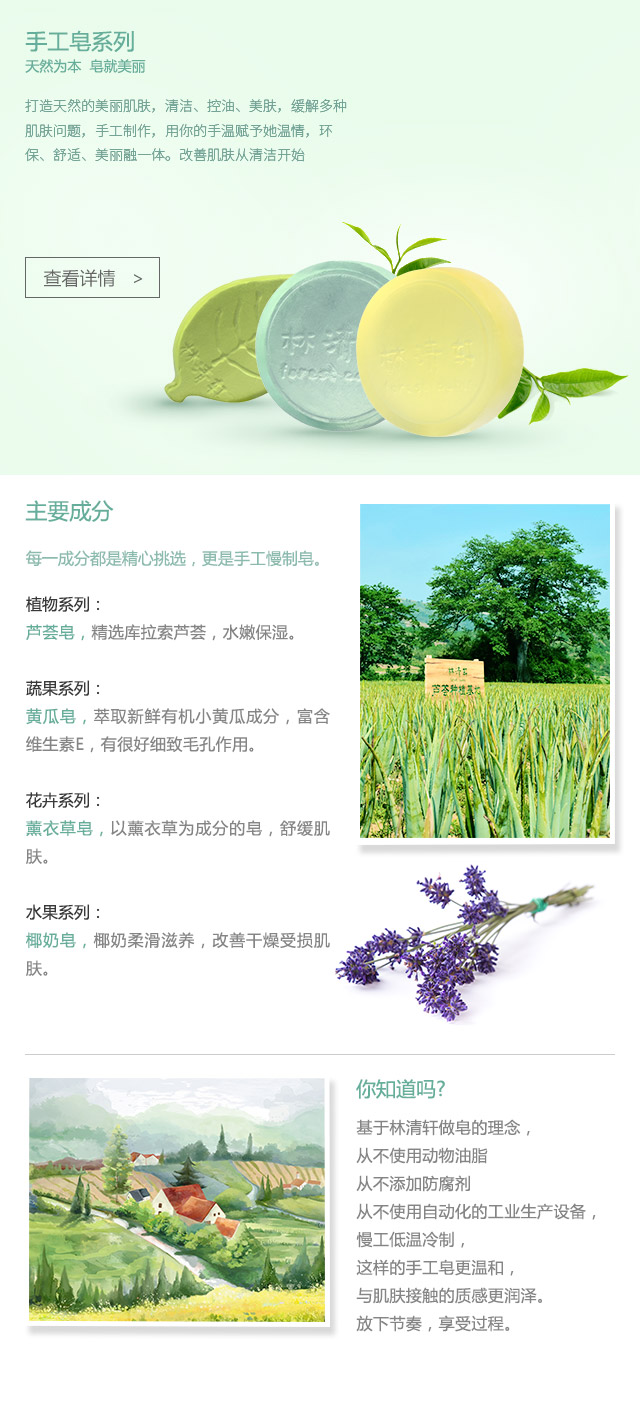 手工皂系列
天然为本 皂就美丽
打造天然的美丽肌肤，清洁、控油、美肤，缓解多种
肌肤问题，手工制作，用你的手温赋予她温情，环
保、舒适、美丽融一体。改善肌肤从清洁开始
查看详情 >
林清轩
林清
forest ca
林清轩
主要成分
每一成分都是精心挑选，更是手工慢制皂。
植物系列：
芦荟皂，精选库拉索芦荟，水嫩保湿。
蔬果系列：
黄瓜皂，萃取新鲜有机小黄瓜成分，富含
维生素E，有很好细致毛孔作用。
花卉系列：
薰衣草皂，以薰衣草为成分的皂，舒缓肌
肤。
水果系列：
椰奶皂，椰奶柔滑滋养，改善干燥受损肌
肤。
林清轩
芦荟种植基地
你知道吗?
基于林清轩做皂的理念，
从不使用动物油脂
从不添加防腐剂
从不使用自动化的工业生产设备，
慢工低温冷制，
这样的手工皂更温和，
与肌肤接触的质感更润泽。
放下节奏，享受过程。